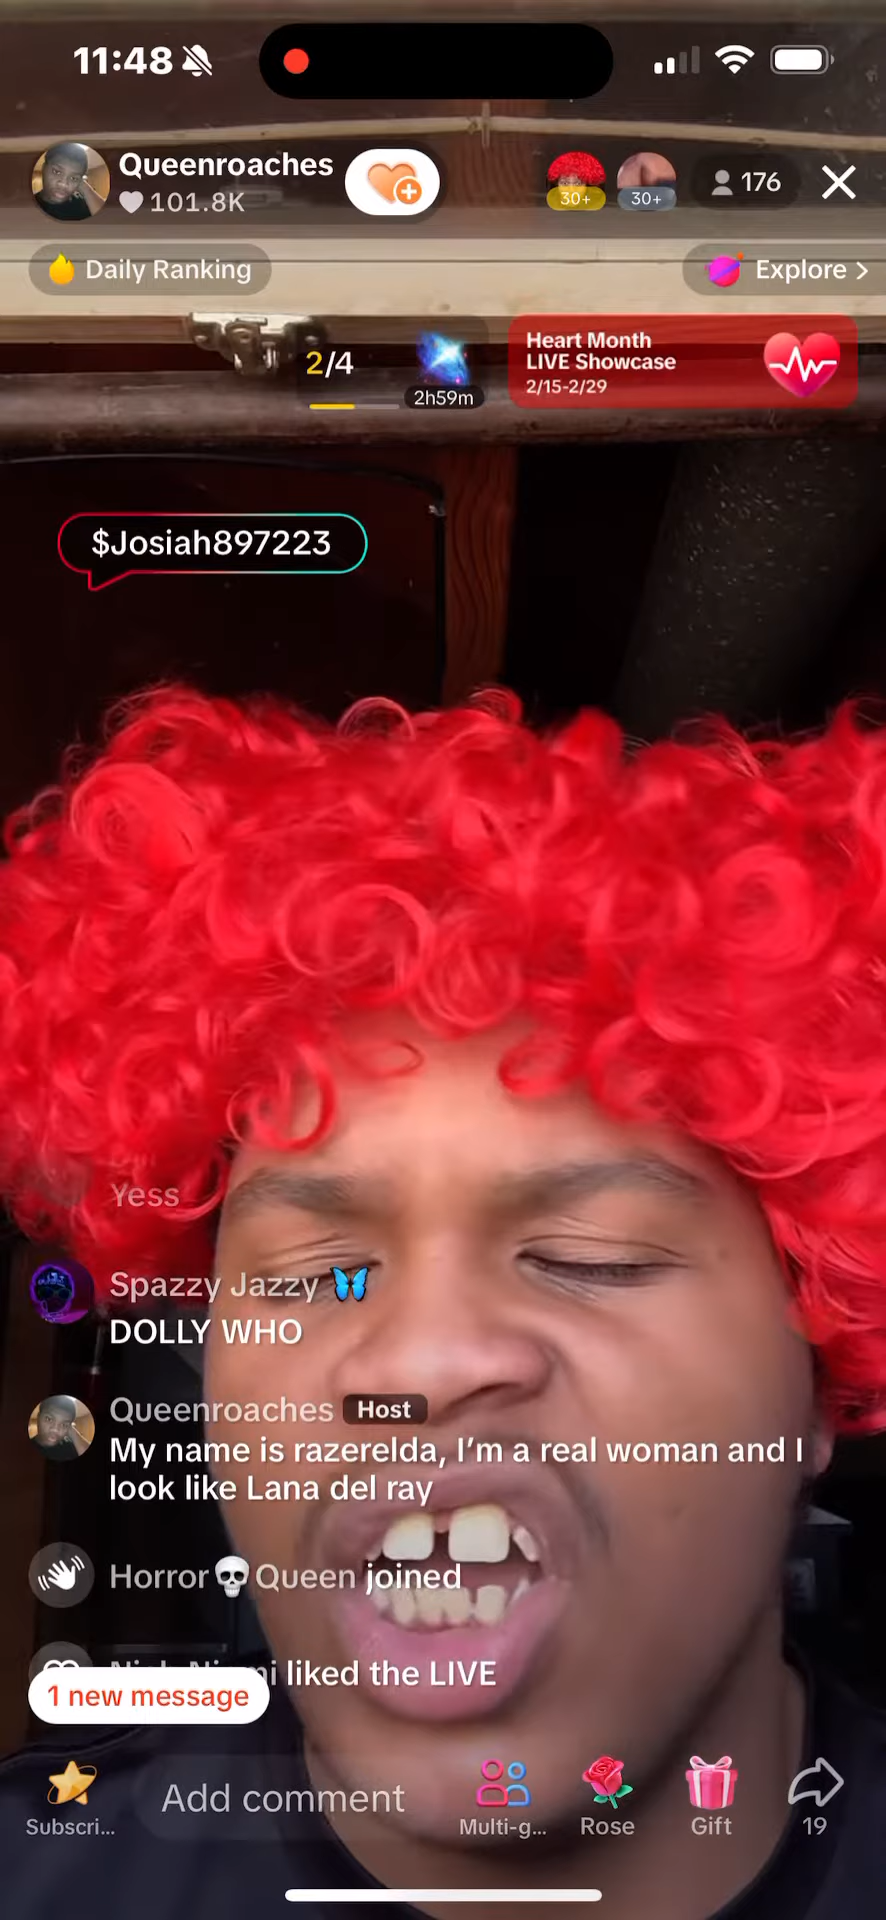 11:48
Queenroaches
101.8K
30+
30+
176
Daily Ranking
Explore >
2/4
2h59m
Heart Month
LIVE Showcase
2/15-2/29
$Josiah897223
Yess
Spazzy Jazzy 🦋
DOLLY WHO
Queenroaches Host
My name is razerelda, I’m a real woman and I
look like Lana del ray
Horror💀Queen joined
liked the LIVE
1 new message
Add comment
Subscri...
Multi-g...
Rose
Gift
19